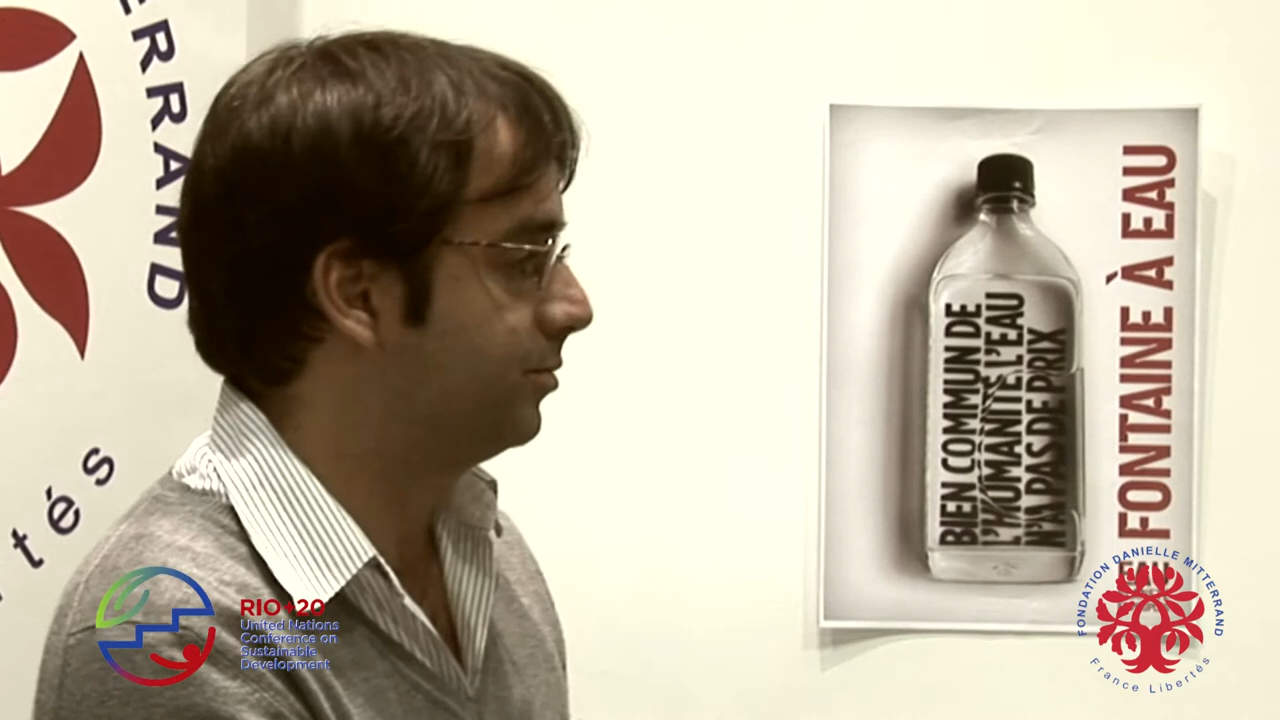 ERRAND
tés
BIEN COMMUN DE
L'HUMANITÉ L'EAU
N'A PAS DE PRIX
FONTAINE À EAU
RIO+20
United Nations
Conference on
Sustainable
Development
FONDATION DANIELLE MITTERRAND
France Libertés